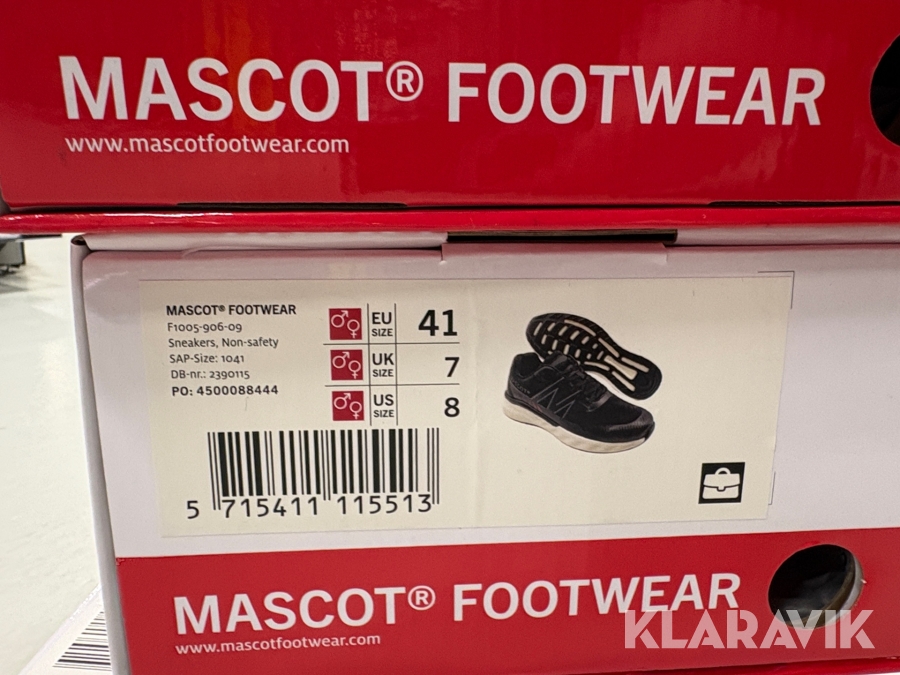 MASCOT® FOOTWEAR
www.mascotfootwear.com
MASCOT® FOOTWEAR
F1005-906-09
Sneakers, Non-safety
SAP-Size: 1041
DB-nr.: 2390115
PO: 4500088444
EU SIZE 41
UK SIZE 7
US SIZE 8
5 715411 115513
MASCOT® FOOTWEAR
www.mascotfootwear.com
KLARAVIK